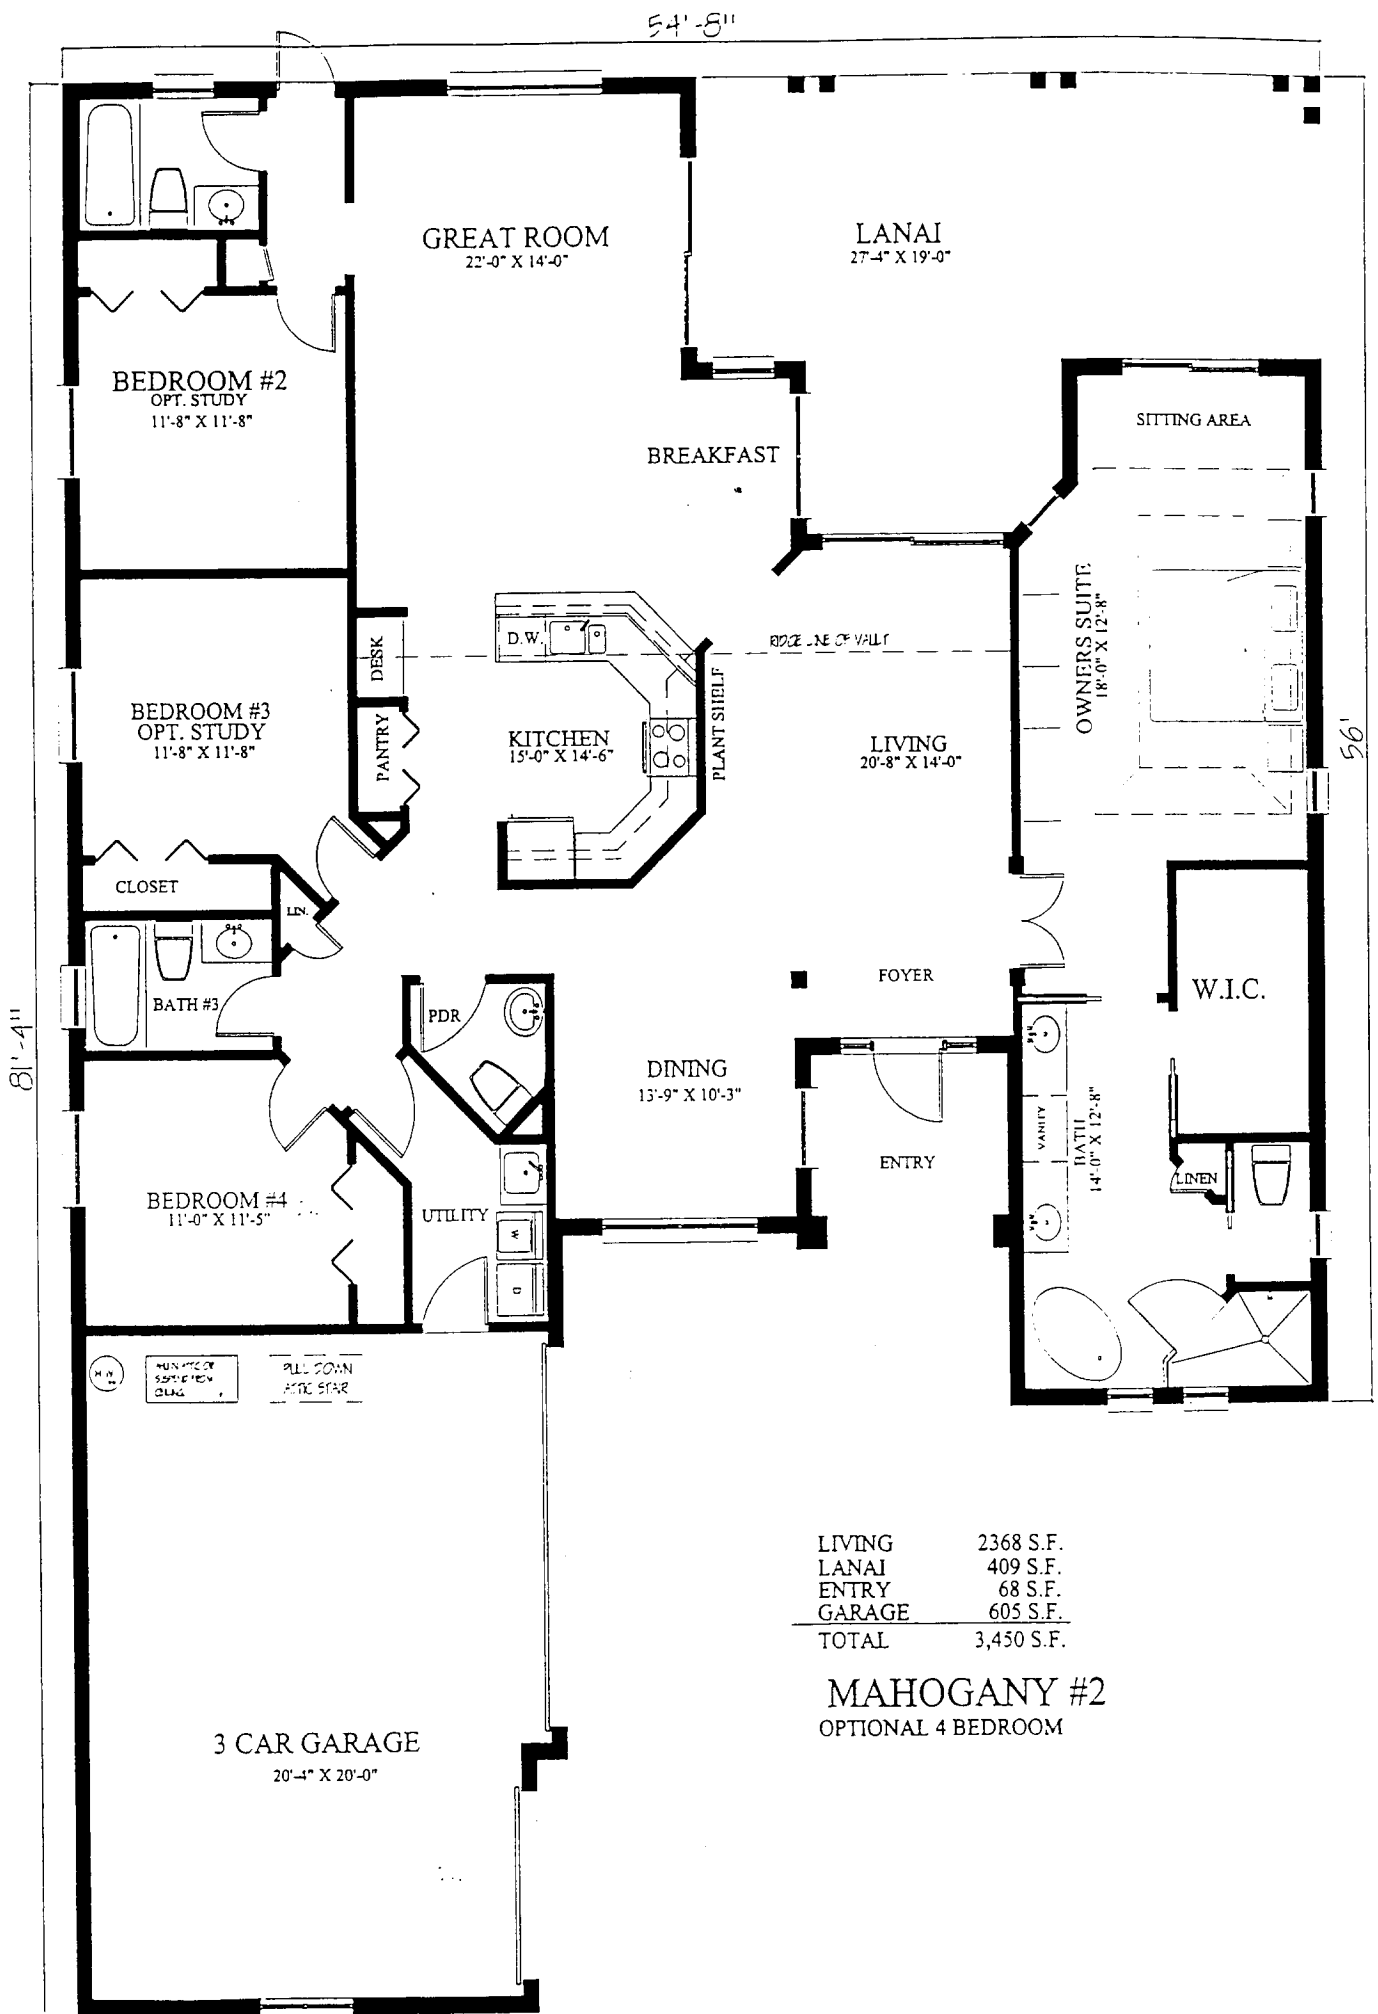 54'-8"
GREAT ROOM
22'-0" X 14'-0"
LANAI
27'-4" X 19'-0"
BEDROOM #2
OPT. STUDY
11'-8" X 11'-8"
SITTING AREA
BREAKFAST
OWNERS SUITE
18'-0" X 12'-8"
D.W.
RIDGE LINE OF VAULT
DESK
PLANT SHELF
BEDROOM #3
OPT. STUDY
11'-8" X 11'-8"
PANTRY
KITCHEN
15'-0" X 14'-6"
LIVING
20'-8" X 14'-0"
56'
CLOSET
LIN.
BATH #3
PDR
FOYER
W.I.C.
81'-4"
DINING
13'-9" X 10'-3"
VANITY
BATH
14'-0" X 12'-8"
ENTRY
LINEN
BEDROOM #4
11'-0" X 11'-5"
UTILITY
W
D
PULL DOWN
ATTIC STAIR
LIVING 2368 S.F.
LANAI 409 S.F.
ENTRY 68 S.F.
GARAGE 605 S.F.
TOTAL 3,450 S.F.
MAHOGANY #2
OPTIONAL 4 BEDROOM
3 CAR GARAGE
20'-4" X 20'-0"